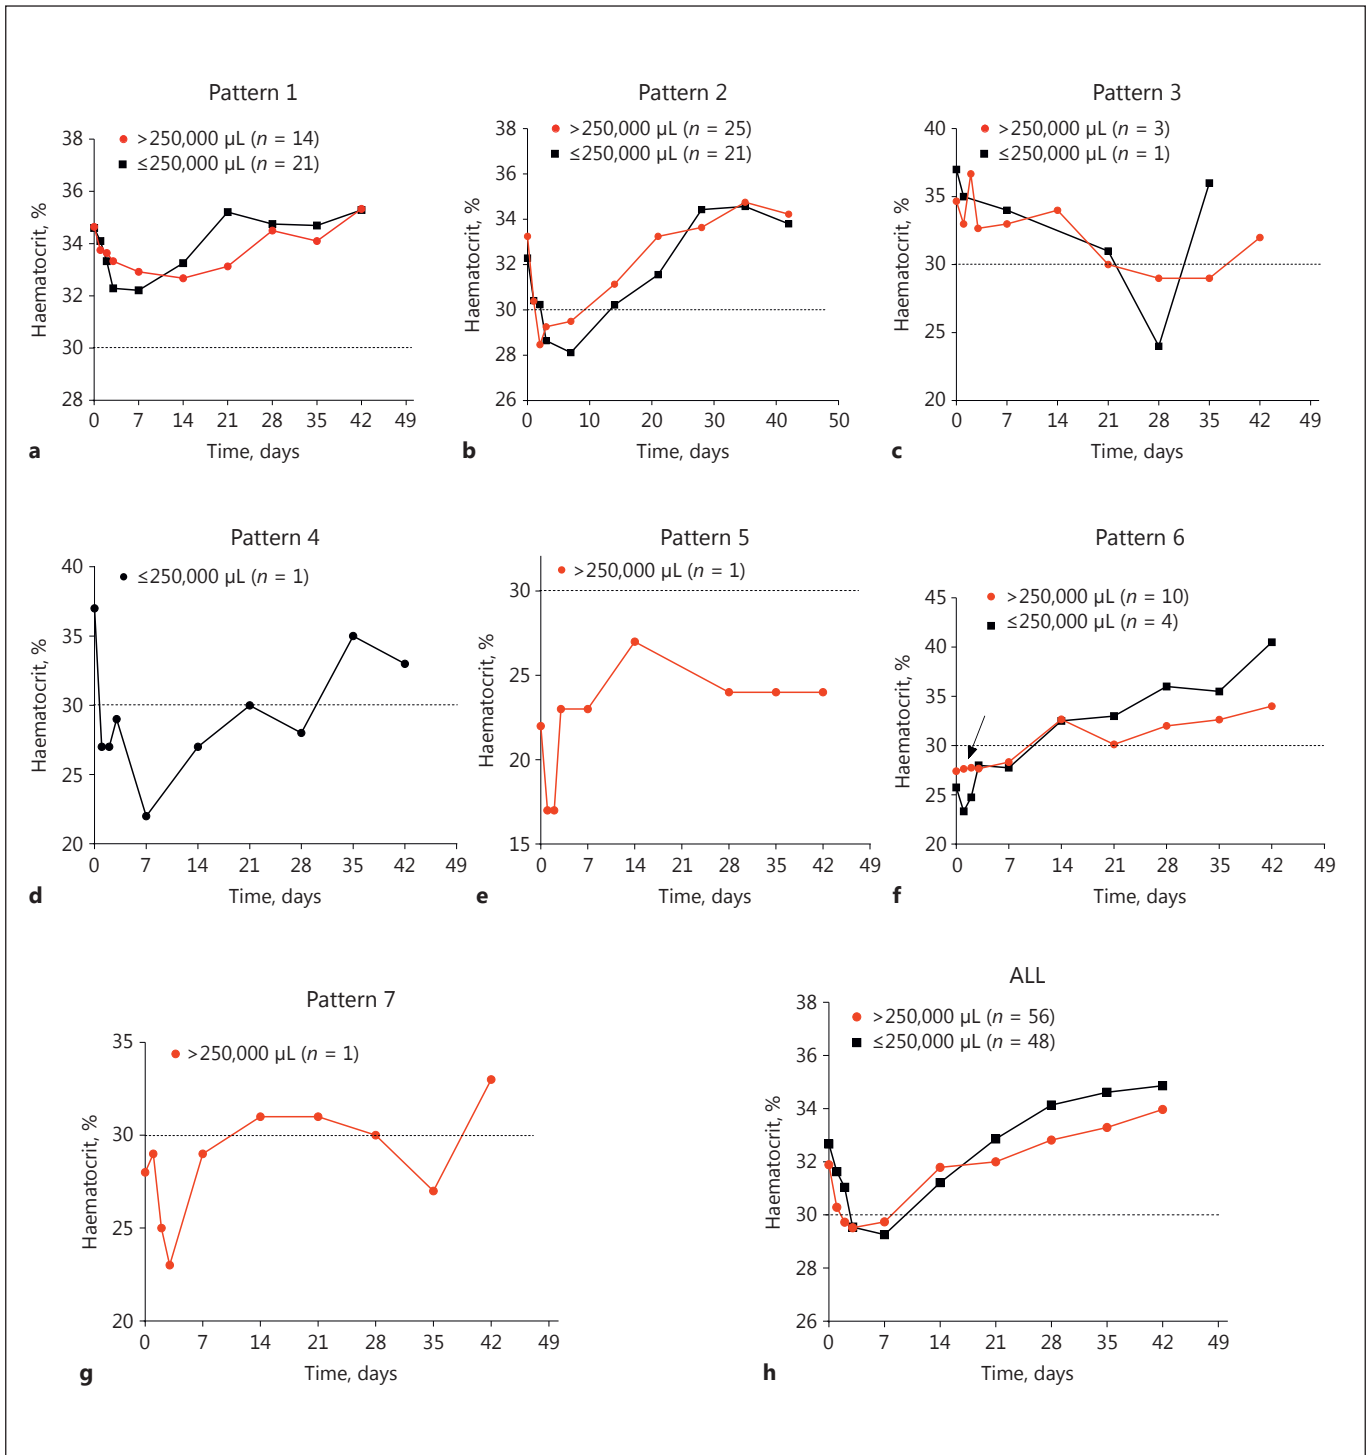 Pattern 1
>250,000 μL (n = 14)
≤250,000 μL (n = 21)
Haematocrit, %
38
36
34
32
30
28
0 7 14 21 28 35 42 49
Time, days
a
Pattern 2
>250,000 μL (n = 25)
≤250,000 μL (n = 21)
Haematocrit, %
38
36
34
32
30
28
26
0 10 20 30 40 50
Time, days
b
Pattern 3
>250,000 μL (n = 3)
≤250,000 μL (n = 1)
Haematocrit, %
40
35
30
25
20
0 7 14 21 28 35 42 49
Time, days
c
Pattern 4
≤250,000 μL (n = 1)
Haematocrit, %
40
35
30
25
20
0 7 14 21 28 35 42 49
Time, days
d
Pattern 5
>250,000 μL (n = 1)
Haematocrit, %
30
25
20
15
0 7 14 21 28 35 42 49
Time, days
e
Pattern 6
>250,000 μL (n = 10)
≤250,000 μL (n = 4)
Haematocrit, %
45
40
35
30
25
20
0 7 14 21 28 35 42 49
Time, days
f
Pattern 7
>250,000 μL (n = 1)
Haematocrit, %
35
30
25
20
0 7 14 21 28 35 42 49
Time, days
g
ALL
>250,000 μL (n = 56)
≤250,000 μL (n = 48)
Haematocrit, %
38
36
34
32
30
28
26
0 7 14 21 28 35 42 49
Time, days
h